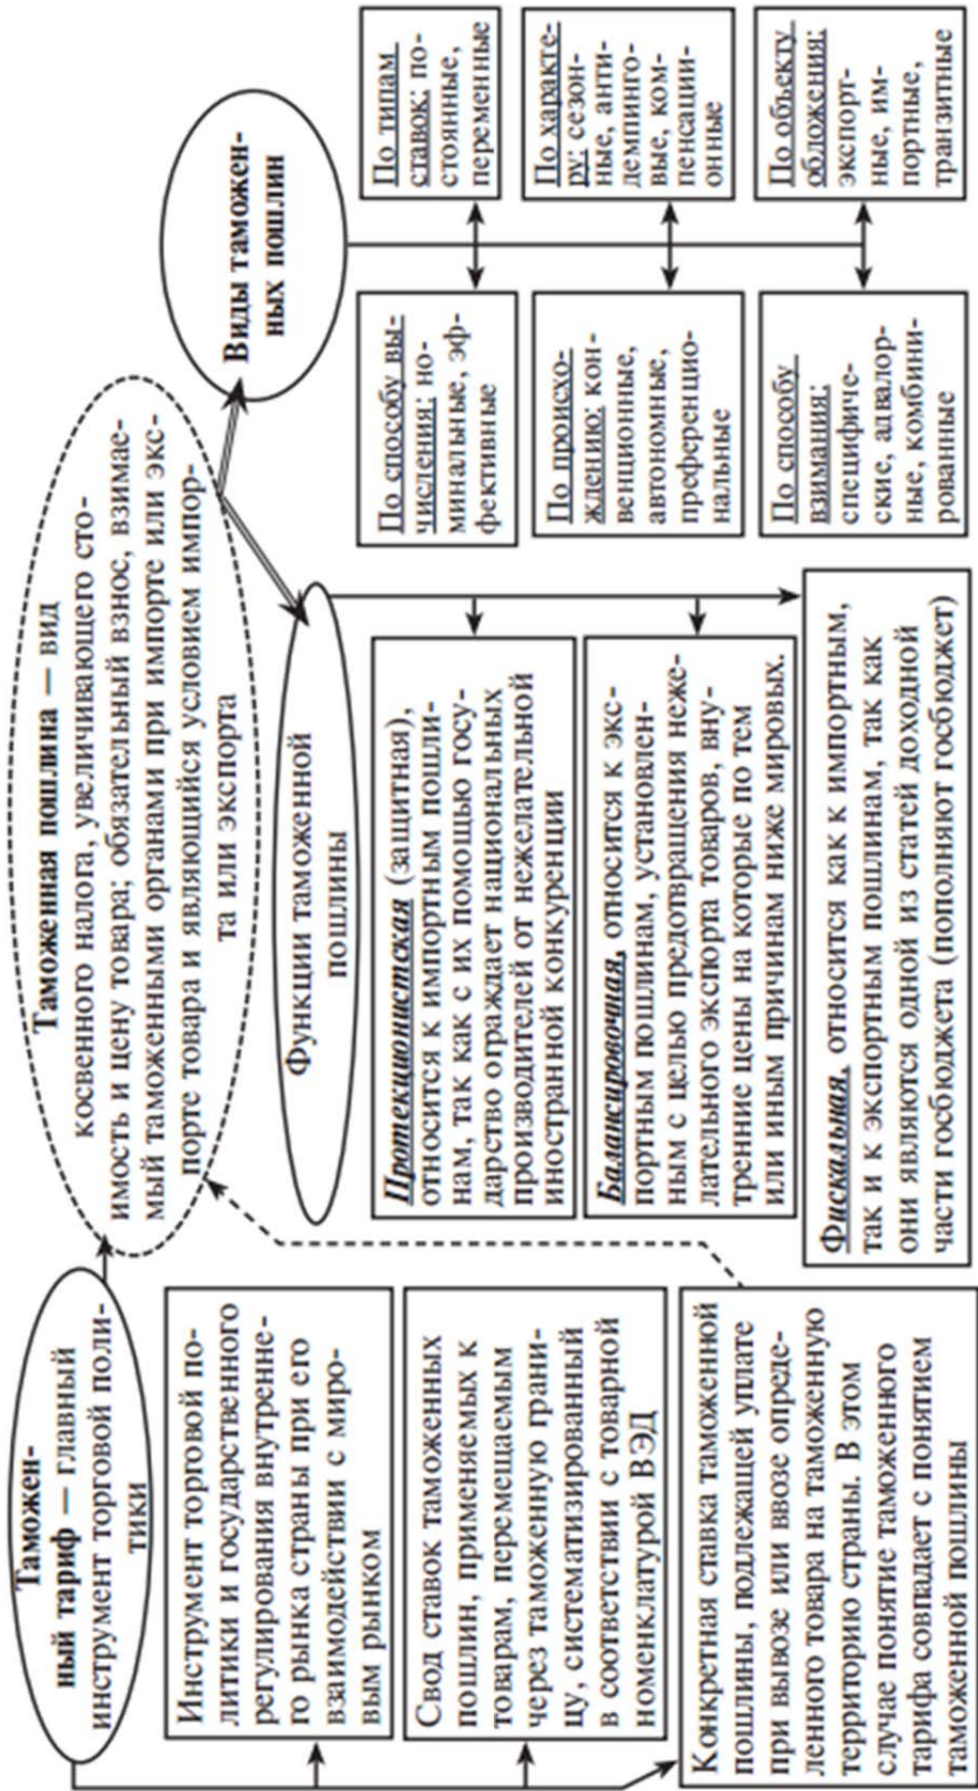 Таможен-
ный тариф — главный
инструмент торговой поли-
тики
Инструмент торговой по-
литики и государственного
регулирования внутренне-
го рынка страны при его
взаимодействии с миро-
вым рынком
Свод ставок таможенных
пошлин, применяемых к
товарам, перемещаемым
через таможенную грани-
цу, систематизированный
в соответствии с товарной
номенклатурой ВЭД
Конкретная ставка таможенной
пошлины, подлежащей уплате
при вывозе или ввозе опреде-
ленного товара на таможенную
территорию страны. В этом
случае понятие таможенного
тарифа совпадает с понятием
таможенной пошлины
Таможенная пошлина — вид
косвенного налога, увеличивающего сто-
имость и цену товара; обязательный взнос, взимае-
мый таможенными органами при импорте или экс-
порте товара и являющийся условием импор-
та или экспорта
Функции таможенной
пошлины
Протекционистская (защитная),
относится к импортным пошли-
нам, так как с их помощью госу-
дарство ограждает национальных
производителей от нежелательной
иностранной конкуренции
Балансировочная, относится к экс-
портным пошлинам, установлен-
ным с целью предотвращения неже-
лательного экспорта товаров, вну-
тренние цены на которые по тем
или иным причинам ниже мировых.
Фискальная, относится как к импортным,
так и к экспортным пошлинам, так как
они являются одной из статей доходной
части госбюджета (пополняют госбюджет)
Виды таможен-
ных пошлин
По способу вы-
числения: но-
минальные, эф-
фективные
По типам
ставок: по-
стоянные,
переменные
По происхо-
ждению: кон-
венционные,
автономные,
преференцио-
нальные
По характе-
ру: сезон-
ные, анти-
демпинго-
вые, ком-
пенсаци-
онные
По способу
взимания:
специфиче-
ские, адвалор-
ные, комбини-
рованные
По объекту
обложения:
экспорт-
ные, им-
портные,
транзитные